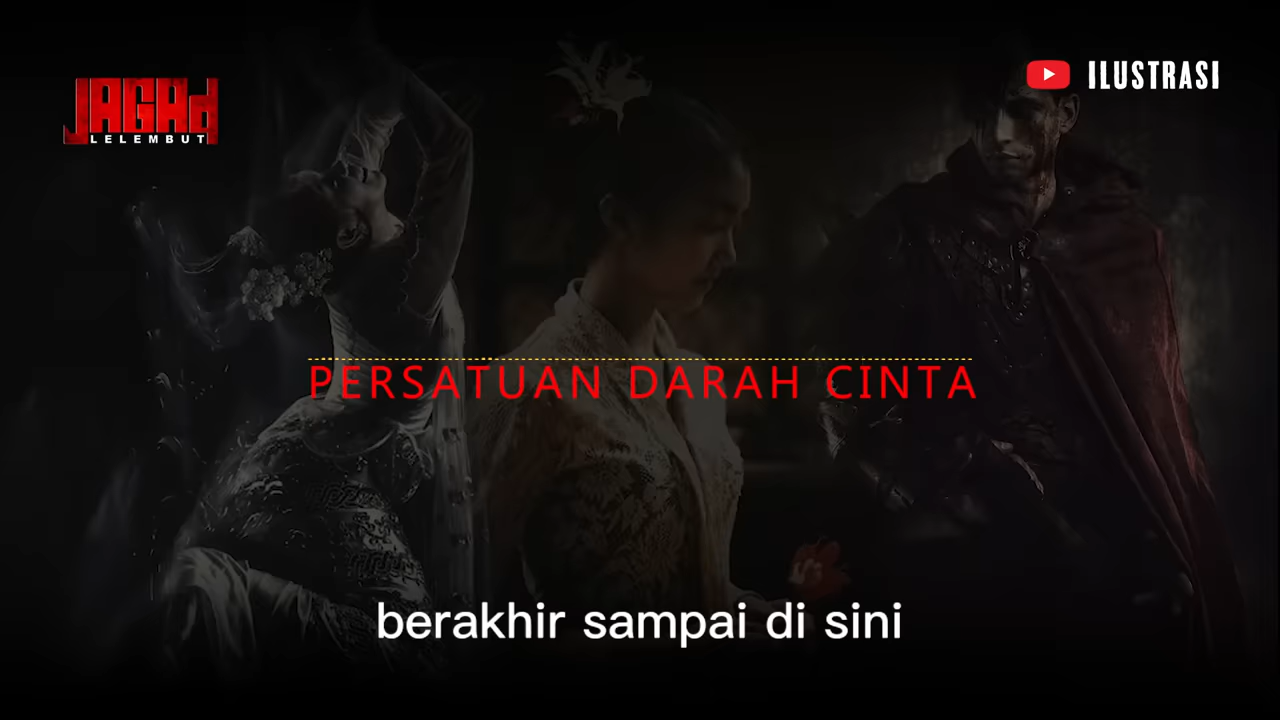 JAGAd
LELEMBUT
ILUSTRASI
PERSATUAN DARAH CINTA
berakhir sampai di sini